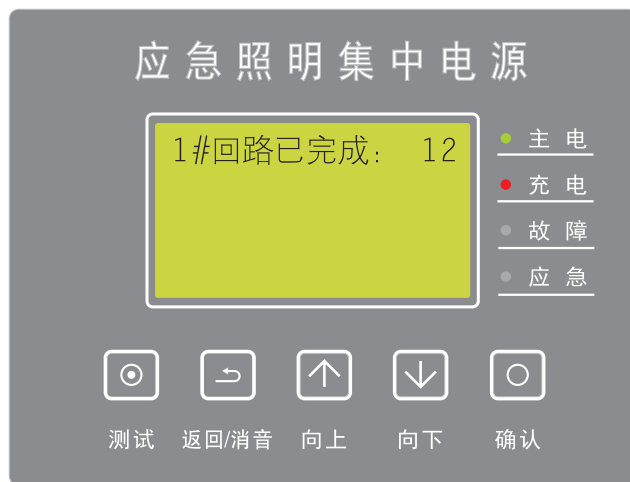 应急照明集中电源
1#回路已完成: 12
主电
充电
故障
应急
测试 返回/消音 向上 向下 确认